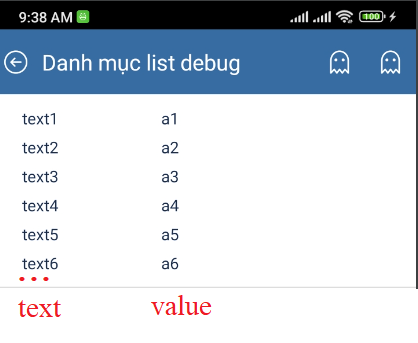 9:38 AM 100
Danh mục list debug
text1 a1
text2 a2
text3 a3
text4 a4
text5 a5
text6 a6
...
text value